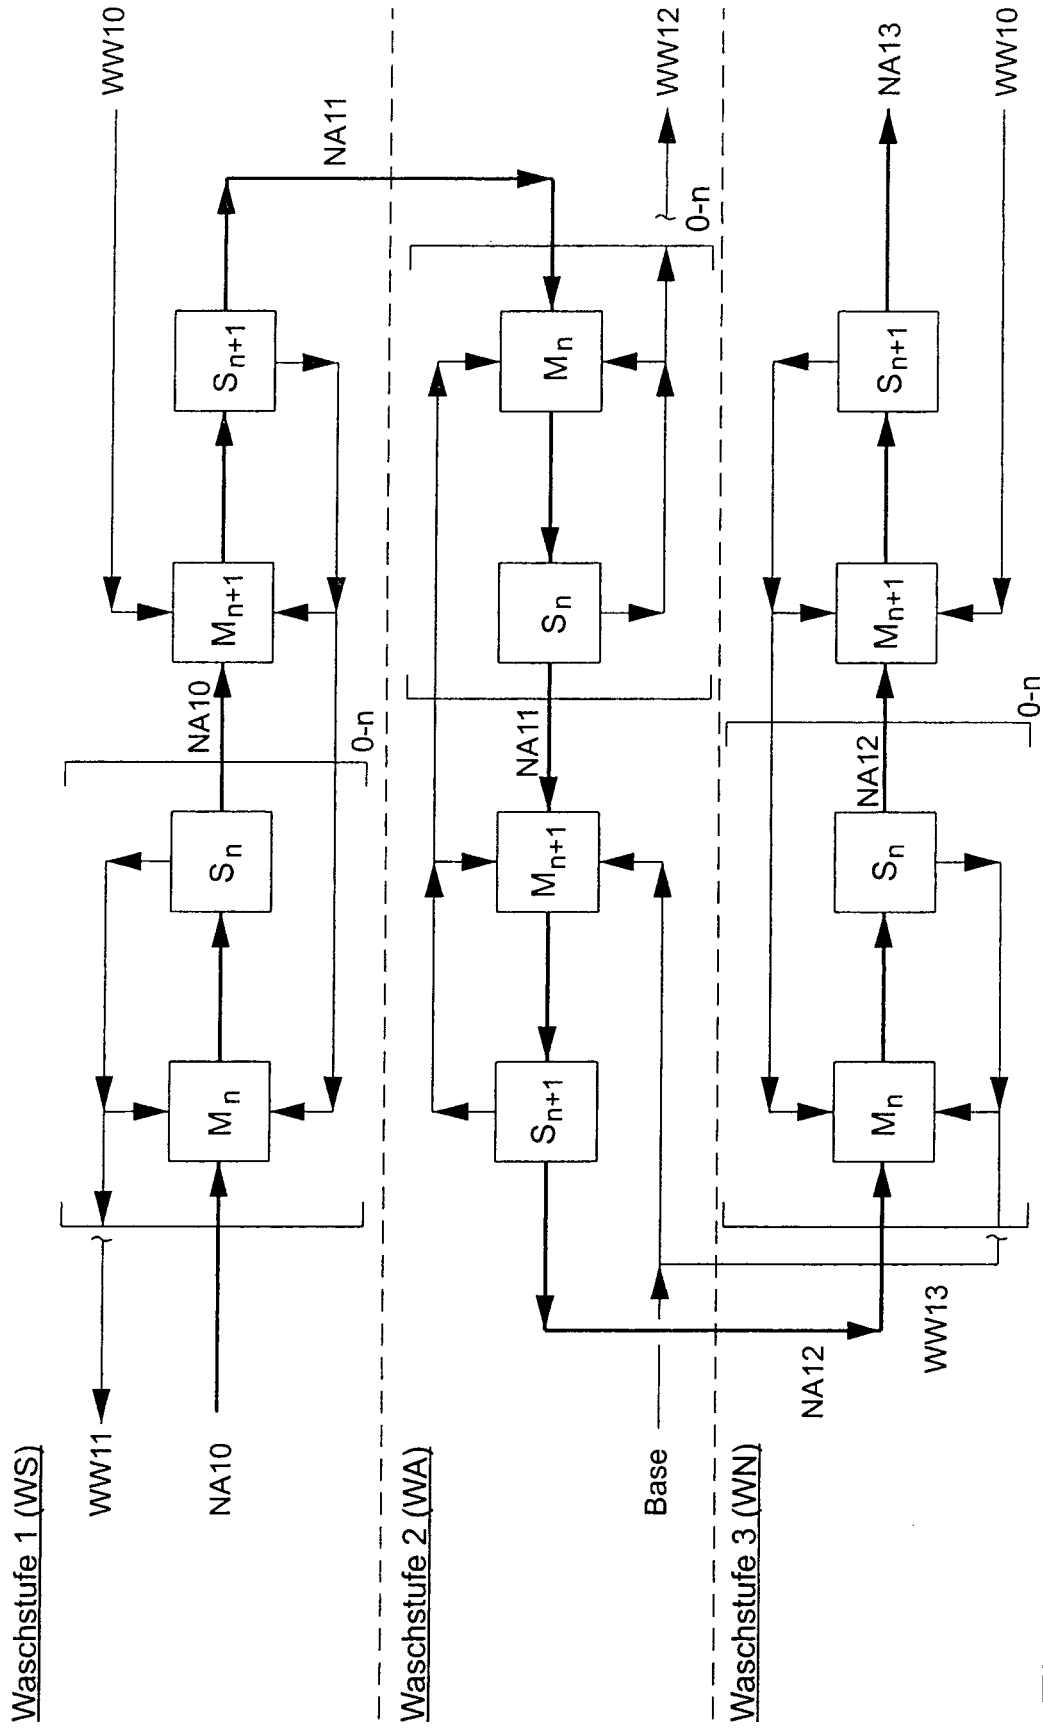 Waschstufe 1 (WS)
WW11
WW10
NA10
M n
S n
NA10
M n+1
S n+1
NA11
0-n
Waschstufe 2 (WA)
S n+1
M n+1
NA11
S n
M n
0-n
WW12
Base
NA12
Waschstufe 3 (WN)
WW13
M n
S n
NA12
M n+1
S n+1
NA13
0-n
WW10